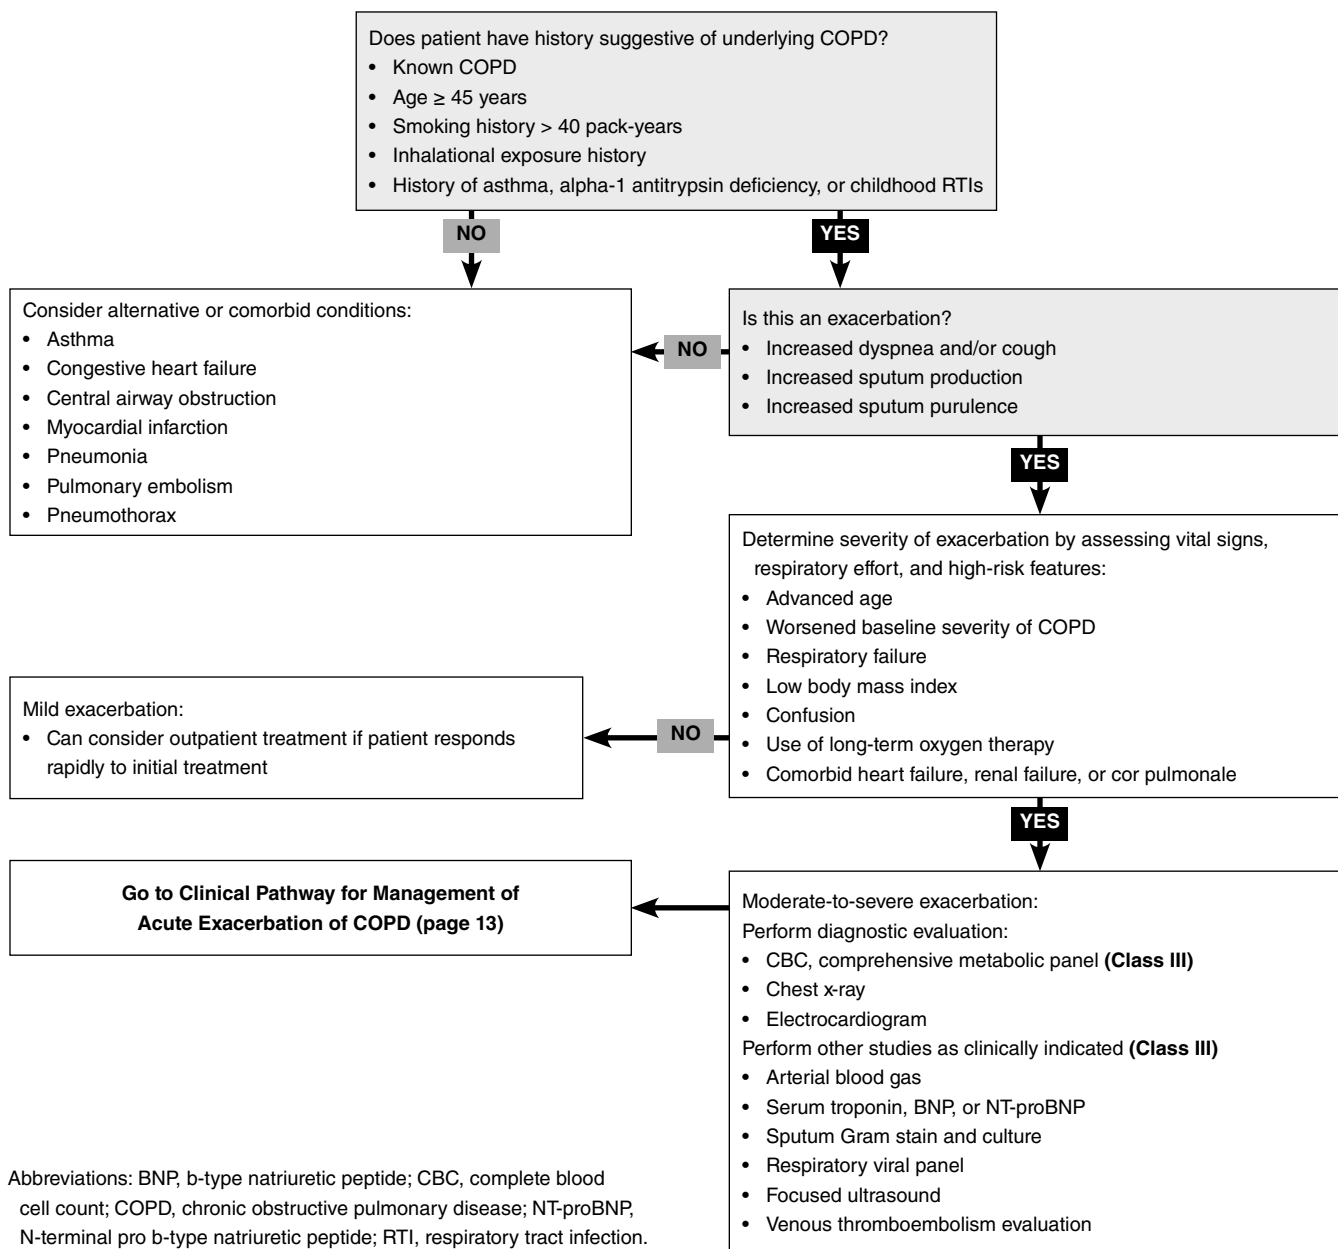 Does patient have history suggestive of underlying COPD?
• Known COPD
• Age ≥ 45 years
• Smoking history > 40 pack-years
• Inhalational exposure history
• History of asthma, alpha-1 antitrypsin deficiency, or childhood RTIs
NO
YES
Consider alternative or comorbid conditions:
• Asthma
• Congestive heart failure
• Central airway obstruction
• Myocardial infarction
• Pneumonia
• Pulmonary embolism
• Pneumothorax
NO
Is this an exacerbation?
• Increased dyspnea and/or cough
• Increased sputum production
• Increased sputum purulence
YES
Determine severity of exacerbation by assessing vital signs,
respiratory effort, and high-risk features:
• Advanced age
• Worsened baseline severity of COPD
• Respiratory failure
• Low body mass index
• Confusion
• Use of long-term oxygen therapy
• Comorbid heart failure, renal failure, or cor pulmonale
NO
Mild exacerbation:
• Can consider outpatient treatment if patient responds
rapidly to initial treatment
YES
Go to Clinical Pathway for Management of
Acute Exacerbation of COPD (page 13)
Moderate-to-severe exacerbation:
Perform diagnostic evaluation:
• CBC, comprehensive metabolic panel (Class III)
• Chest x-ray
• Electrocardiogram
Perform other studies as clinically indicated (Class III)
• Arterial blood gas
• Serum troponin, BNP, or NT-proBNP
• Sputum Gram stain and culture
• Respiratory viral panel
• Focused ultrasound
• Venous thromboembolism evaluation
Abbreviations: BNP, b-type natriuretic peptide; CBC, complete blood
cell count; COPD, chronic obstructive pulmonary disease; NT-proBNP,
N-terminal pro b-type natriuretic peptide; RTI, respiratory tract infection.